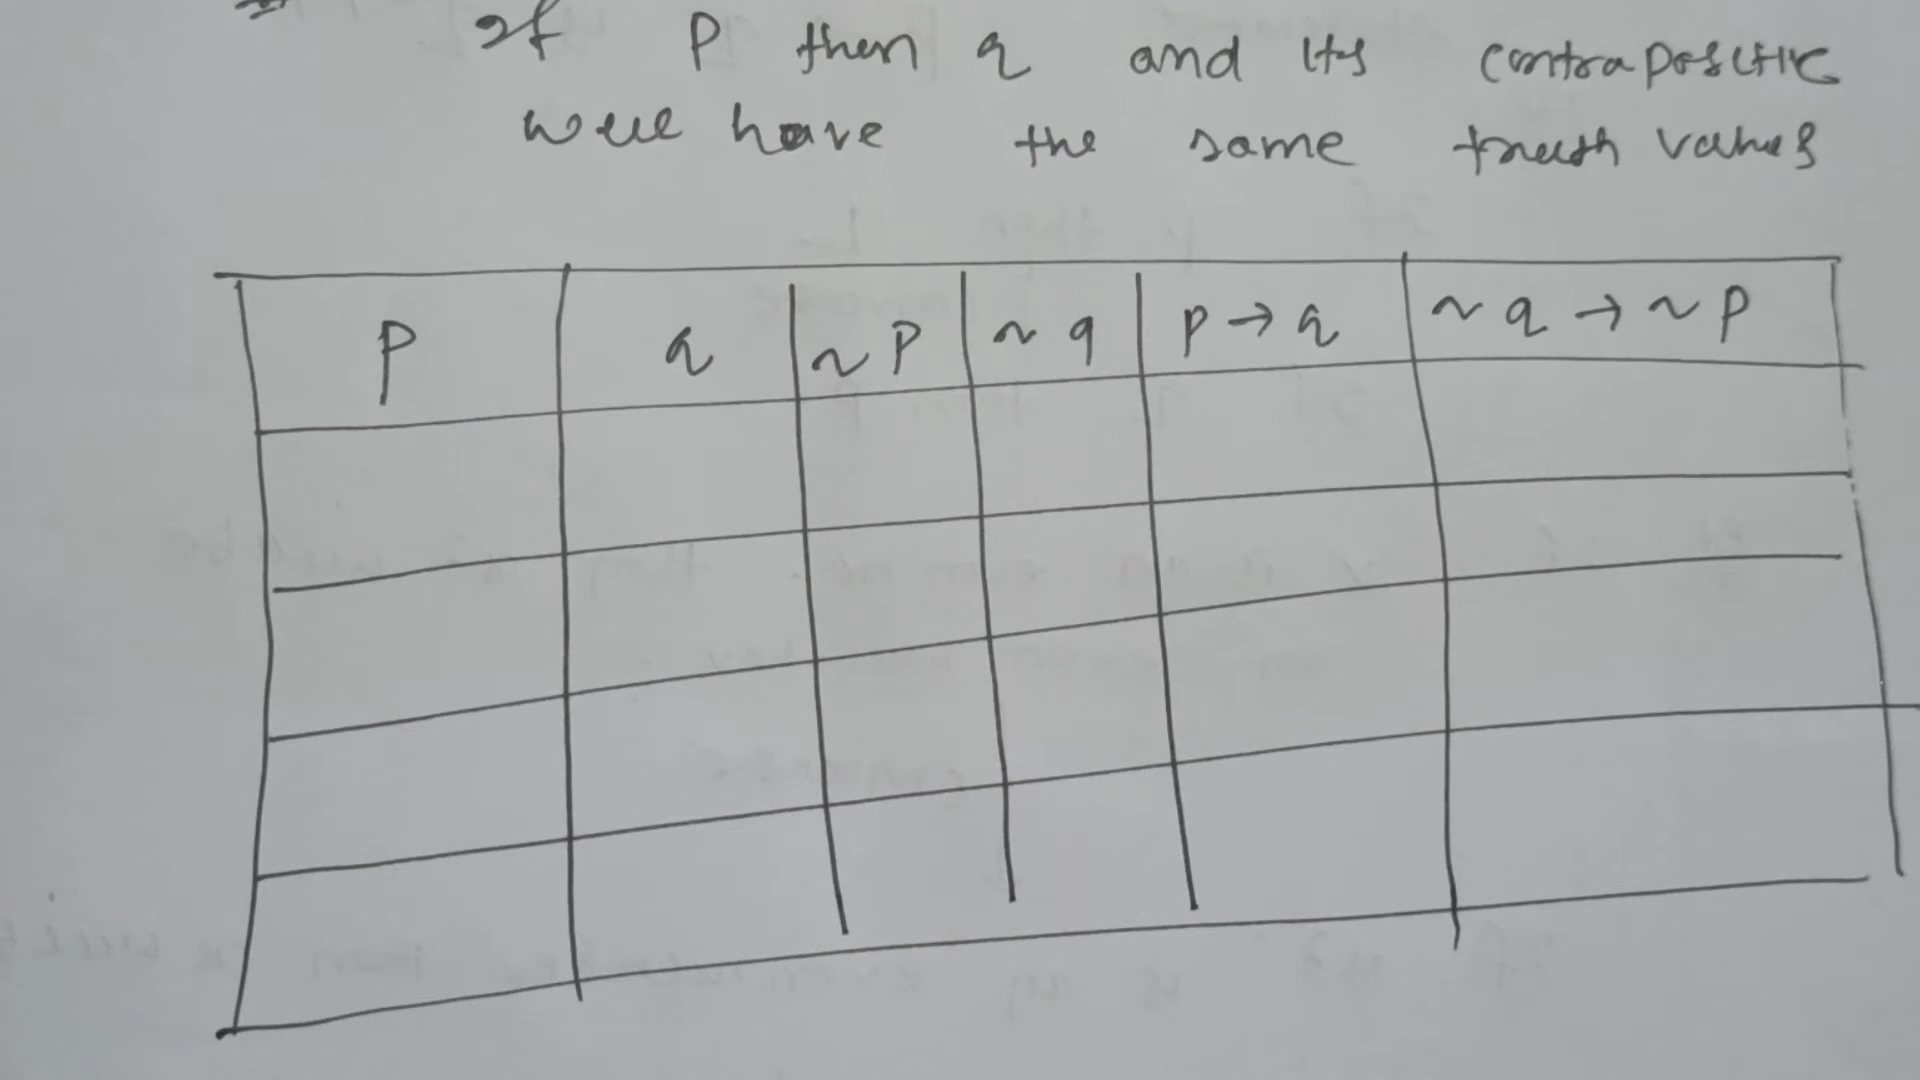 If P then q and its contrapositive
will have the same truth values
P q ~ P ~ q P → q ~ q → ~ P